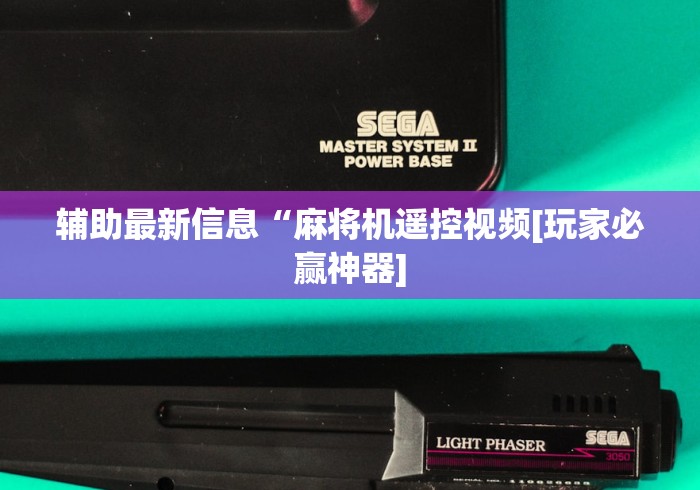 SEGA
MASTER SYSTEM II
POWER BASE
辅助最新信息“麻将机遥控视频[玩家必
赢神器]
LIGHT PHASER
SEGA
3050